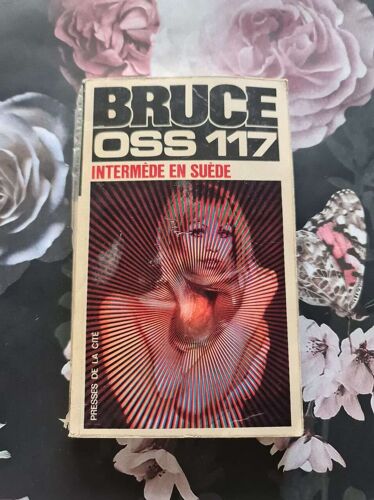 BRUCE
OSS 117
INTERMÈDE EN SUÈDE
PRESSES DE LA CITÉ